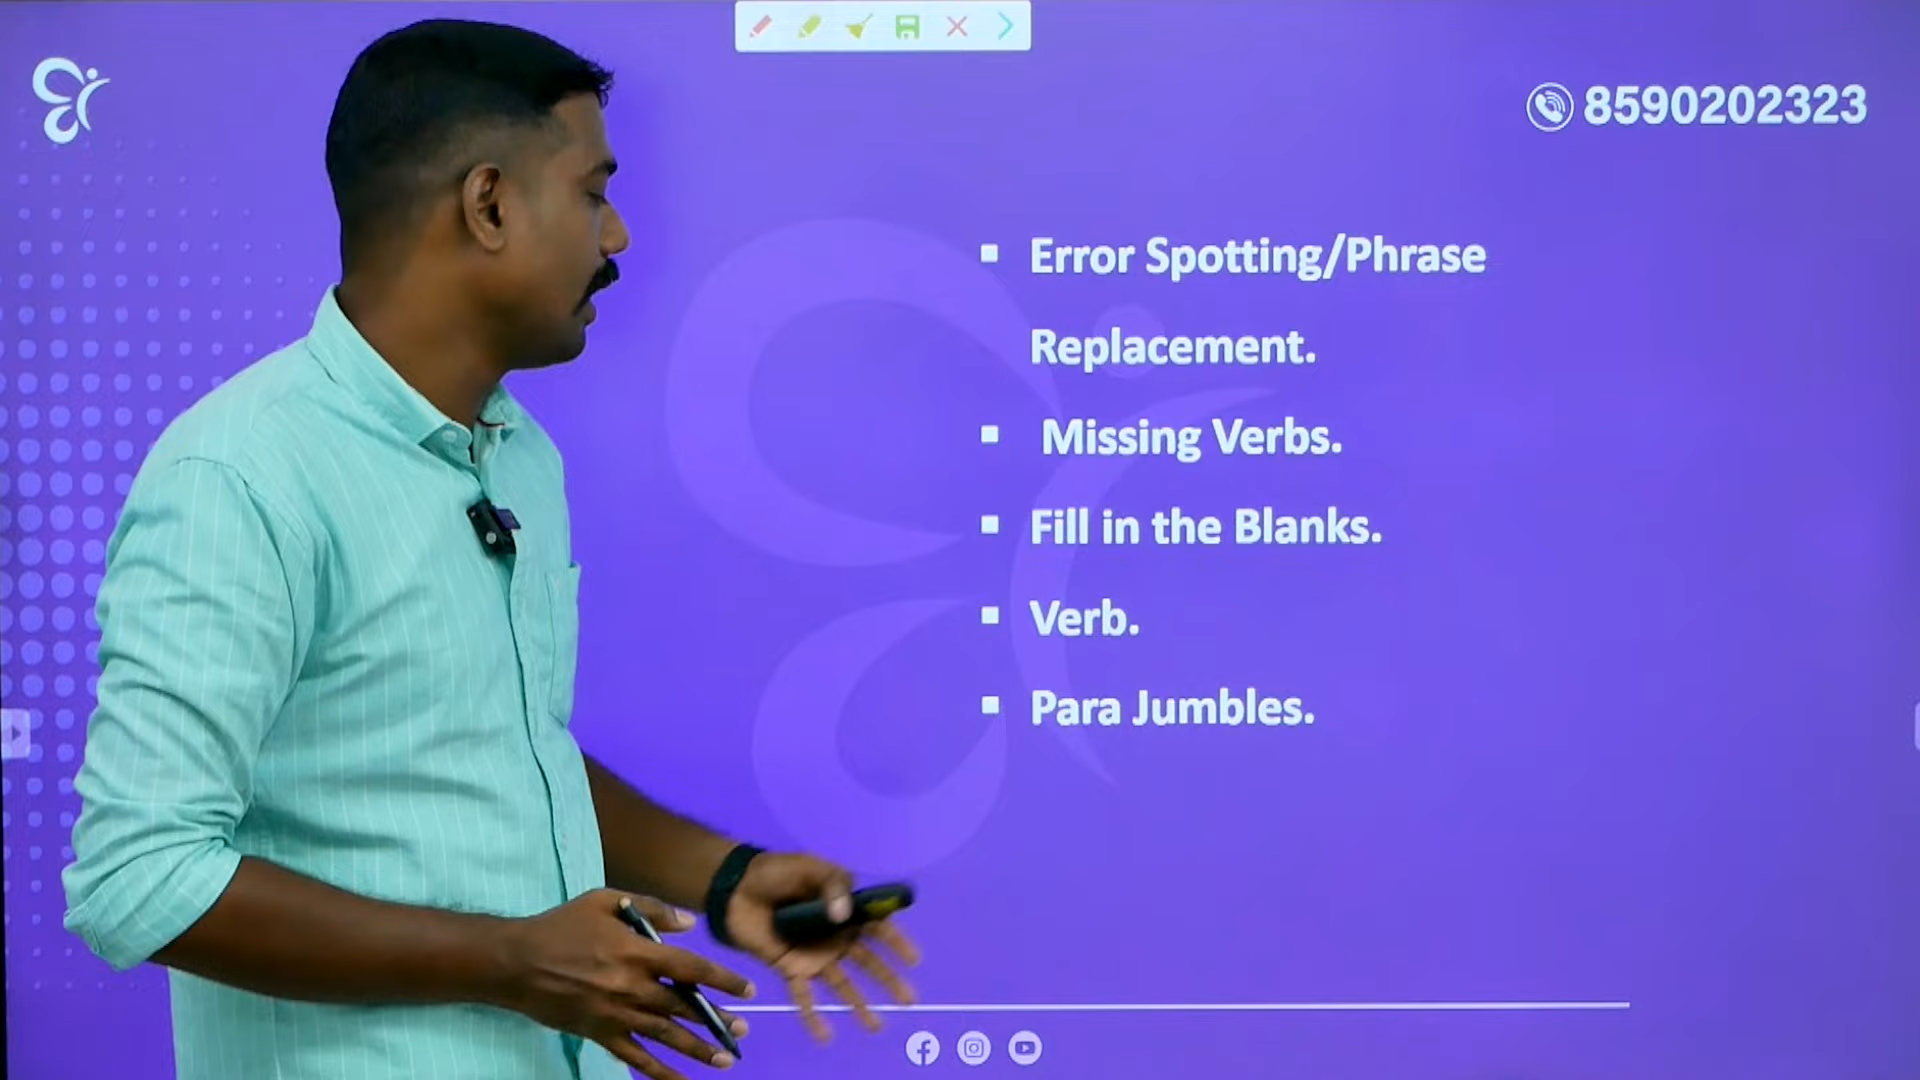 8590202323
▪ Error Spotting/Phrase
Replacement.
▪ Missing Verbs.
▪ Fill in the Blanks.
▪ Verb.
▪ Para Jumbles.